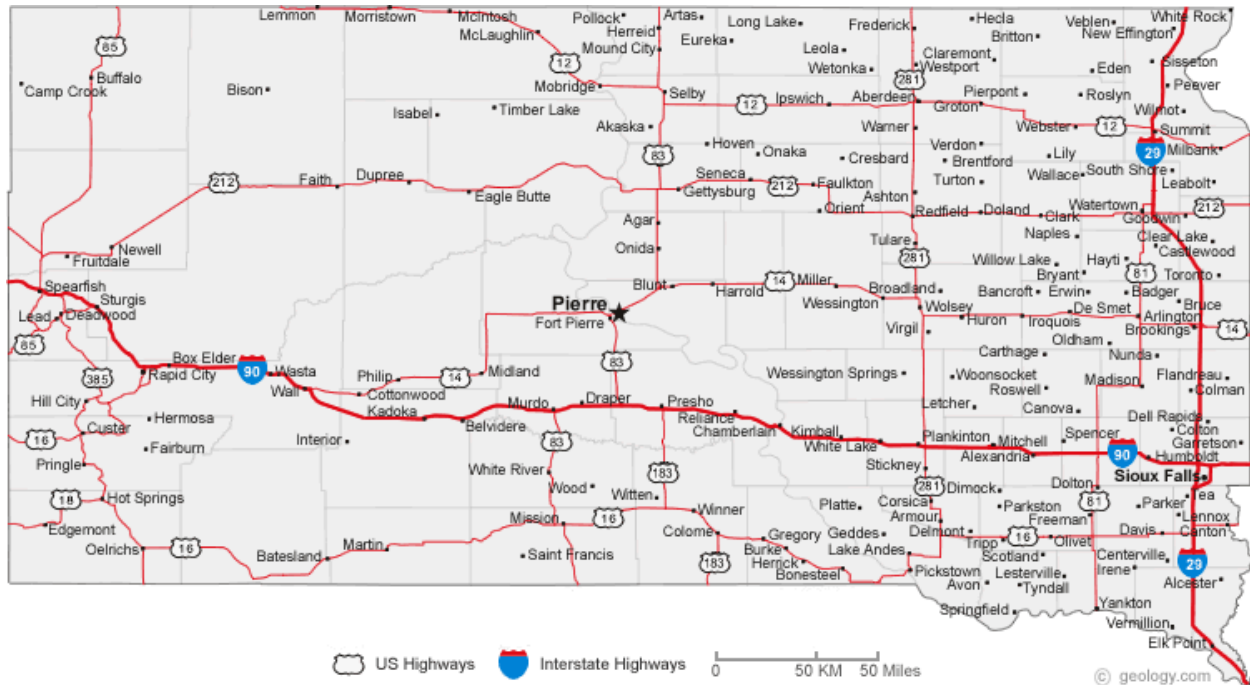 Lemmon
Morristown
McIntosh
McLaughlin
Pollock
Artas
Herreid
Mound City
Eureka
Long Lake
Leola
Wetonka
Frederick
Hecla
Britton
Claremont
Westport
Veblen
New Effington
White Rock
Sisseton
Peever
Eden
Roslyn
Wilmot
85
Buffalo
Camp Crook
Bison
12
Mobridge
Timber Lake
Isabel
Selby
12
Ipswich
281
Aberdeen
Groton
Pierpont
Webster
12
Summit
29
Milbank
Akaska
83
Hoven
Onaka
Cresbard
Warner
Verdon
Brentford
Turton
Lily
Wallace
South Shore
Leabolt
212
Faith
Dupree
Eagle Butte
Gettysburg
Seneca
212
Faulkton
Orient
Ashton
Redfield
Doland
Clark
Watertown
Goodwin
212
Agar
Onida
Newell
Fruitdale
Tulare
281
Naples
Willow Lake
Bryant
Hayti
Clear Lake
Castlewood
81
Toronto
Spearfish
Sturgis
Lead
Deadwood
85
Pierre
Fort Pierre
Blunt
Harrold
14
Miller
Wessington
Broadland
Wolsey
Virgil
Huron
Bancroft
Erwin
Iroquois
De Smet
Badger
Bruce
Arlington
Brookings
14
Oldham
Box Elder
90
Wasta
Rapid City
Wall
385
Philip
14
Midland
Cottonwood
83
Wessington Springs
Carthage
Woonsocket
Roswell
Nunda
Madison
Flandreau
Colman
Hill City
Hermosa
Custer
Fairburn
16
Pringle
Kadoka
Belvidere
Murdo
Draper
Presho
Reliance
Chamberlain
Kimball
White Lake
Plankinton
Letcher
Mitchell
Alexandria
Canova
Spencer
90
Dell Rapids
Colton
Garretson
Humboldt
Sioux Falls
Interior
83
White River
Wood
183
Witten
Stickney
281
Dimock
Dolton
81
Parker
Tea
Lennox
Canton
18
Hot Springs
Edgemont
Oelrichs
16
Batesland
Martin
Mission
16
Winner
Colome
Saint Francis
183
Gregory
Burke
Herrick
Bonesteel
Platte
Geddes
Lake Andes
Corsica
Armour
Delmont
Parkston
Freeman
Tripp
16
Olivet
Davis
Scotland
Lesterville
Tyndall
Avon
Pickstown
Springfield
Centerville
Irene
29
Alcester
Yankton
Vermillion
Elk Point
US Highways
Interstate Highways
0 50 KM 50 Miles
© geology.com